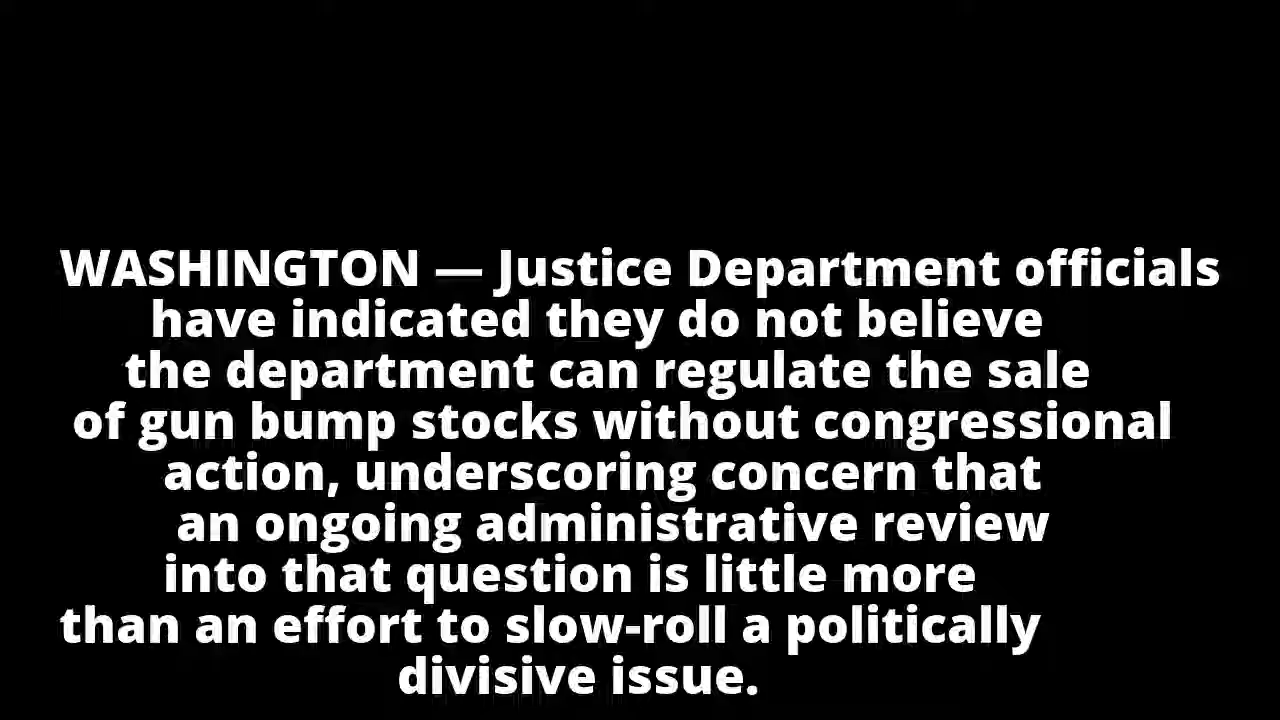 WASHINGTON — Justice Department officials
have indicated they do not believe
the department can regulate the sale
of gun bump stocks without congressional
action, underscoring concern that
an ongoing administrative review
into that question is little more
than an effort to slow-roll a politically
divisive issue.